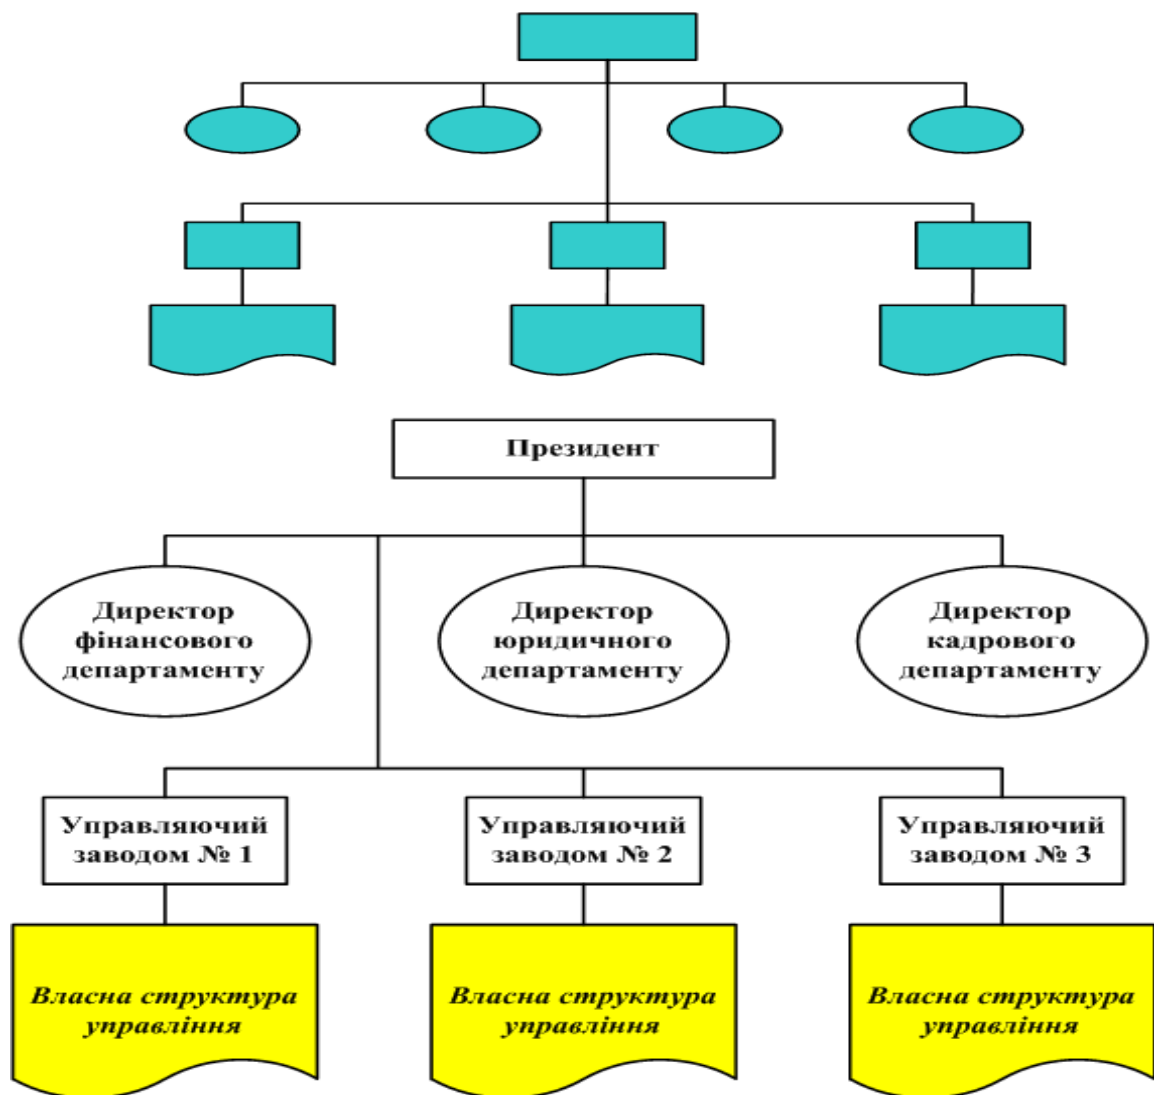 Президент
Директор
фінансового
департаменту
Директор
юридичного
департаменту
Директор
кадрового
департаменту
Управляючий
заводом № 1
Управляючий
заводом № 2
Управляючий
заводом № 3
Власна структура
управління
Власна структура
управління
Власна структура
управління